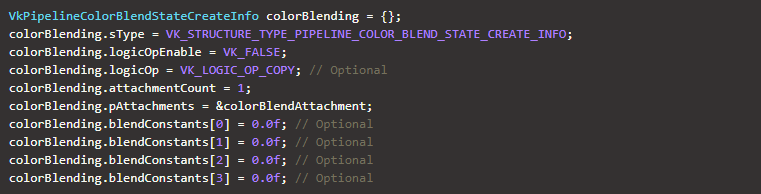 VkPipelineColorBlendStateCreateInfo colorBlending = {};
colorBlending.sType = VK_STRUCTURE_TYPE_PIPELINE_COLOR_BLEND_STATE_CREATE_INFO;
colorBlending.logicOpEnable = VK_FALSE;
colorBlending.logicOp = VK_LOGIC_OP_COPY; // Optional
colorBlending.attachmentCount = 1;
colorBlending.pAttachments = &colorBlendAttachment;
colorBlending.blendConstants[0] = 0.0f; // Optional
colorBlending.blendConstants[1] = 0.0f; // Optional
colorBlending.blendConstants[2] = 0.0f; // Optional
colorBlending.blendConstants[3] = 0.0f; // Optional